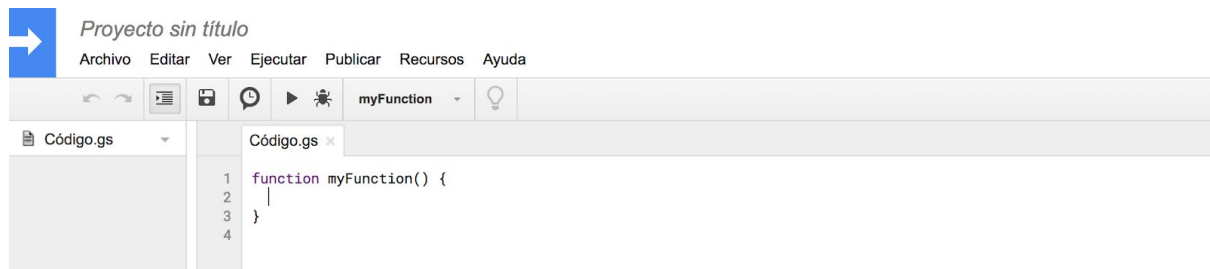 Proyecto sin título
Archivo Editar Ver Ejecutar Publicar Recursos Ayuda
myFunction
Código.gs
Código.gs
1 function myFunction() {
2
3 }
4